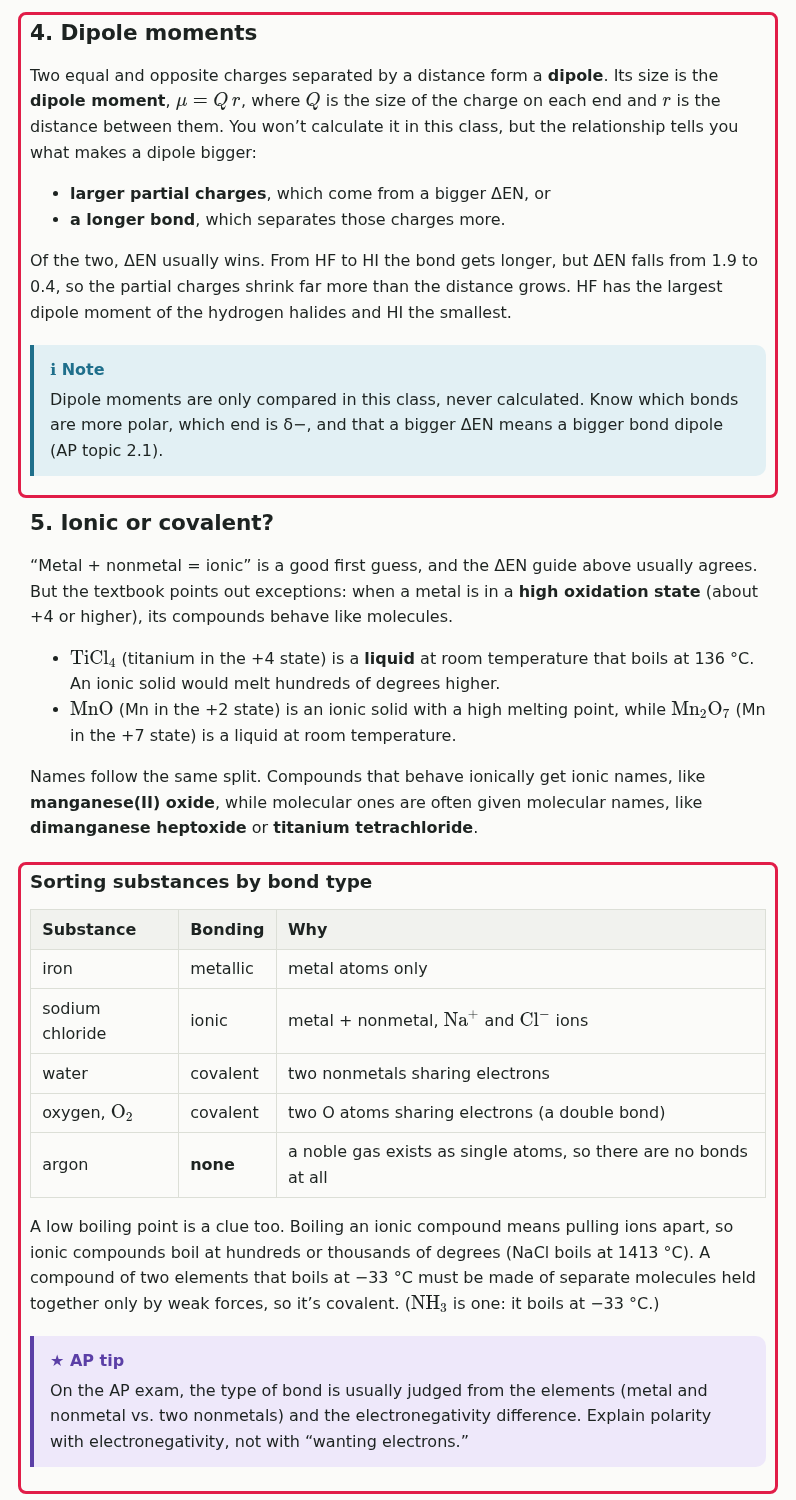 4. Dipole moments
Two equal and opposite charges separated by a distance form a dipole. Its size is the
dipole moment, μ = Q r, where Q is the size of the charge on each end and r is the
distance between them. You won’t calculate it in this class, but the relationship tells you
what makes a dipole bigger:
• larger partial charges, which come from a bigger ΔEN, or
• a longer bond, which separates those charges more.
Of the two, ΔEN usually wins. From HF to HI the bond gets longer, but ΔEN falls from 1.9 to
0.4, so the partial charges shrink far more than the distance grows. HF has the largest
dipole moment of the hydrogen halides and HI the smallest.
ℹ Note
Dipole moments are only compared in this class, never calculated. Know which bonds
are more polar, which end is δ−, and that a bigger ΔEN means a bigger bond dipole
(AP topic 2.1).
5. Ionic or covalent?
“Metal + nonmetal = ionic” is a good first guess, and the ΔEN guide above usually agrees.
But the textbook points out exceptions: when a metal is in a high oxidation state (about
+4 or higher), its compounds behave like molecules.
• TiCl₄ (titanium in the +4 state) is a liquid at room temperature that boils at 136 °C.
An ionic solid would melt hundreds of degrees higher.
• MnO (Mn in the +2 state) is an ionic solid with a high melting point, while Mn₂O₇ (Mn
in the +7 state) is a liquid at room temperature.
Names follow the same split. Compounds that behave ionically get ionic names, like
manganese(II) oxide, while molecular ones are often given molecular names, like
dimanganese heptoxide or titanium tetrachloride.
Sorting substances by bond type
Substance Bonding Why
iron metallic metal atoms only
sodium
chloride
ionic metal + nonmetal, Na⁺ and Cl⁻ ions
water covalent two nonmetals sharing electrons
oxygen, O₂ covalent two O atoms sharing electrons (a double bond)
argon none a noble gas exists as single atoms, so there are no bonds
at all
A low boiling point is a clue too. Boiling an ionic compound means pulling ions apart, so
ionic compounds boil at hundreds or thousands of degrees (NaCl boils at 1413 °C). A
compound of two elements that boils at −33 °C must be made of separate molecules held
together only by weak forces, so it’s covalent. (NH₃ is one: it boils at −33 °C.)
★ AP tip
On the AP exam, the type of bond is usually judged from the elements (metal and
nonmetal vs. two nonmetals) and the electronegativity difference. Explain polarity
with electronegativity, not with “wanting electrons.”